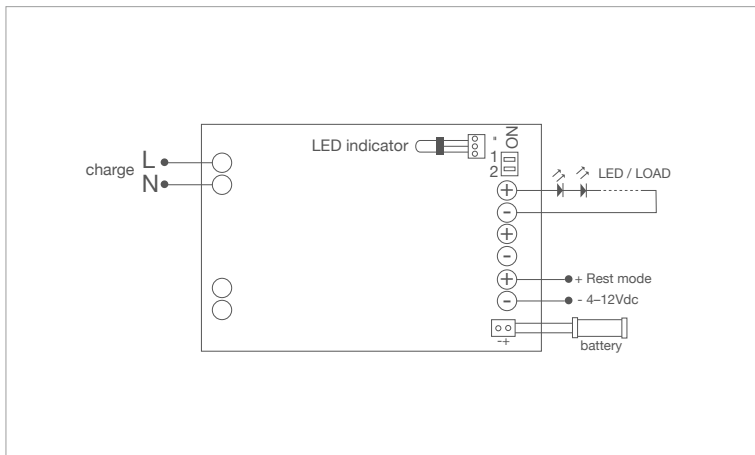 charge
L
N
LED indicator
*
ON
1
2
+
-
+
-
+
-
LED / LOAD
+ Rest mode
- 4–12Vdc
-+
battery